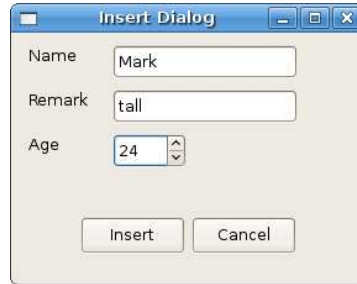 Insert Dialog
Name Mark
Remark tall
Age 24
Insert Cancel